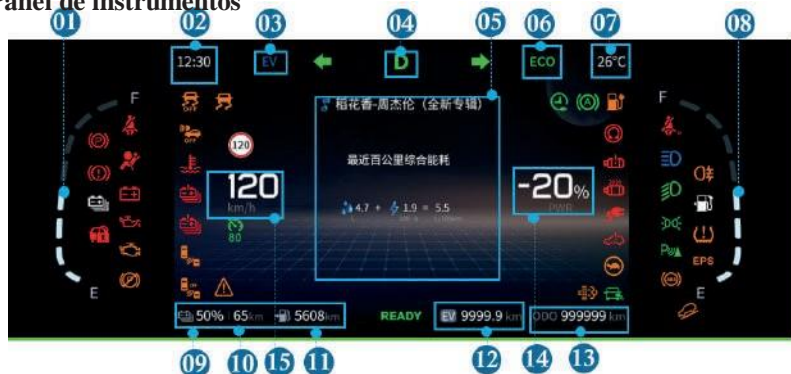 Panel de instrumentos
01 02 03 04 05 06 07 08
12:30 EV D ECO 26°C
F F
OFF
稻花香-周杰伦（全新专辑）
OFF
120
最近百公里综合能耗
120 -20%
km/h PWR
4.7 + 1.9 = 5.5
80
EPS
E E
50% 65km 5608km READY EV 9999.9 km ODO 999999 km
09 10 15 11 12 14 13